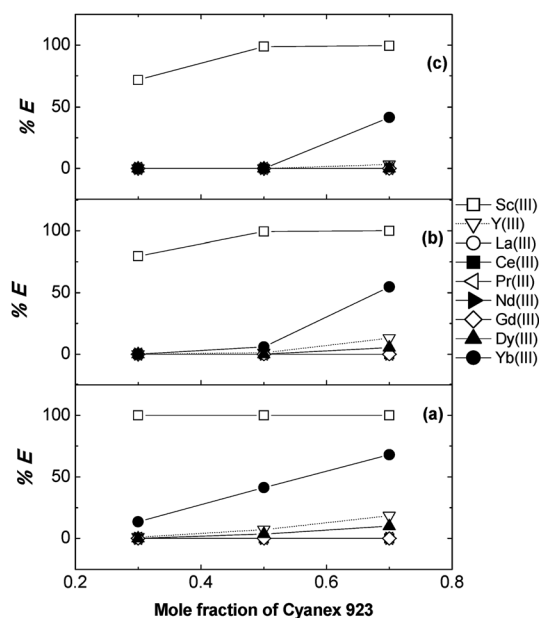 (c)
100
50
0
% E
(b)
100
50
0
% E
(a)
100
50
0
% E
0.2 0.4 0.6 0.8
Mole fraction of Cyanex 923
Sc(III)
Y(III)
La(III)
Ce(III)
Pr(III)
Nd(III)
Gd(III)
Dy(III)
Yb(III)